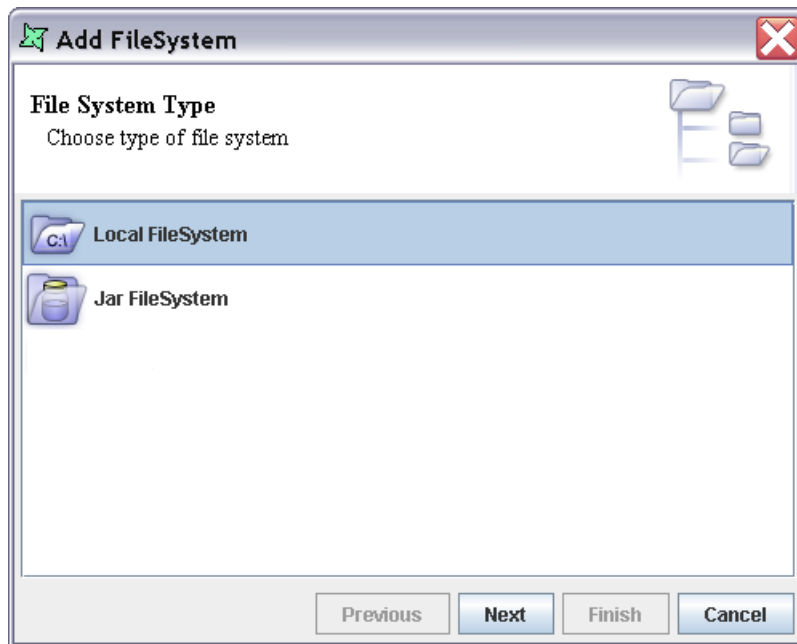 Add FileSystem
File System Type
Choose type of file system
C:\
Local FileSystem
Jar FileSystem
Previous Next Finish Cancel